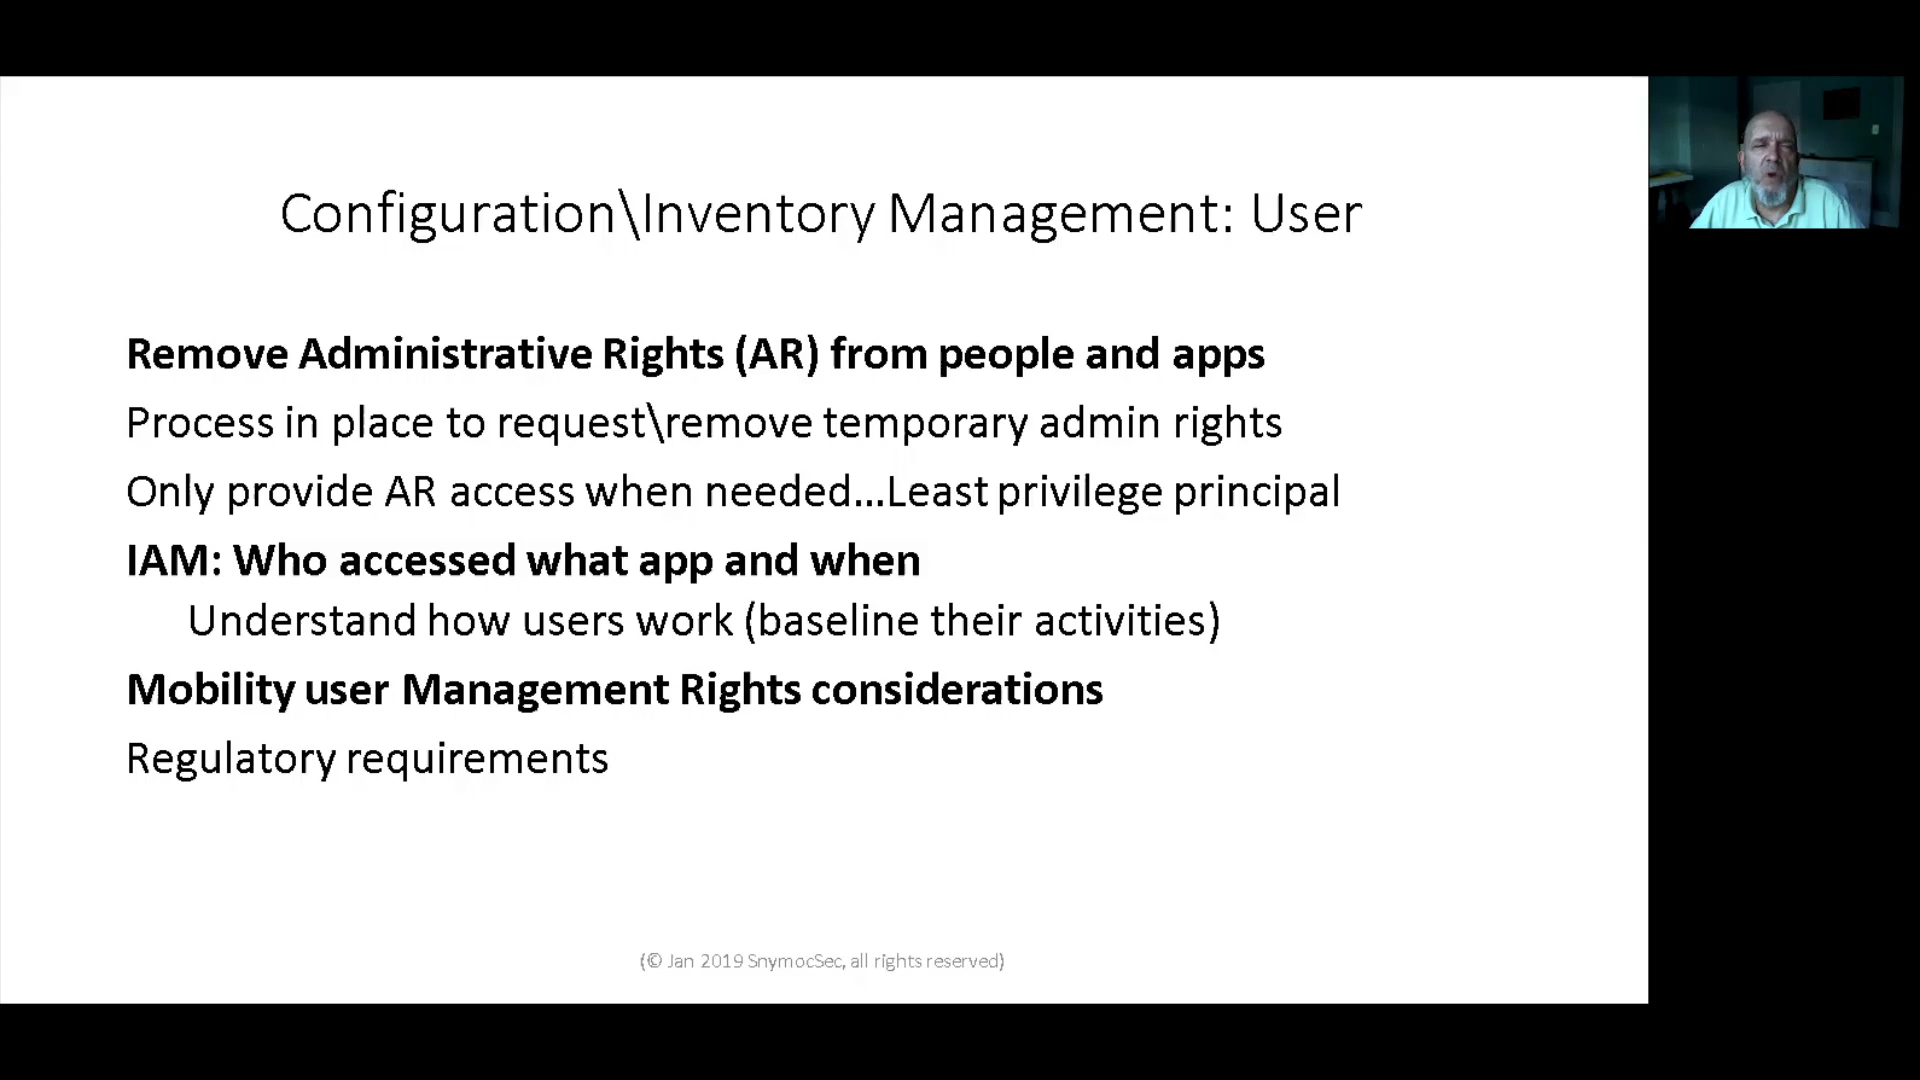 Configuration\Inventory Management: User
Remove Administrative Rights (AR) from people and apps
Process in place to request\remove temporary admin rights
Only provide AR access when needed...Least privilege principal
IAM: Who accessed what app and when
Understand how users work (baseline their activities)
Mobility user Management Rights considerations
Regulatory requirements
(© Jan 2019 SnymocSec, all rights reserved)